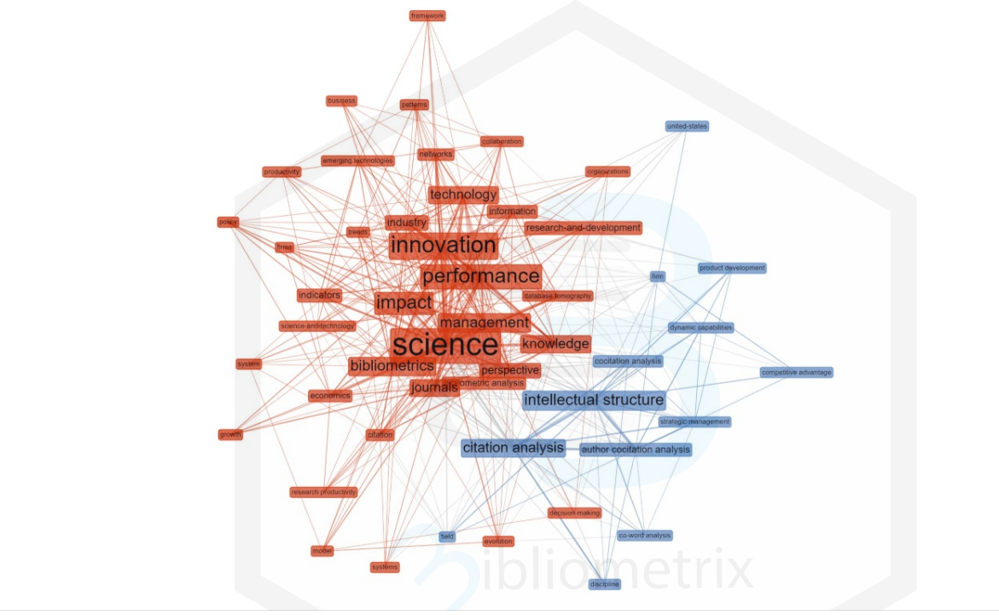 framework
business
patterns
united-states
collaboration
networks
emerging technologies
productivity
organizations
technology
information
policy
industry
research-and-development
trends
innovation
firms
product development
performance
firm
indicators
database tomography
impact
management
science-and-technology
dynamic capabilities
science
knowledge
cocitation analysis
system
bibliometrics
perspective
competitive advantage
ometric analysis
journals
economics
intellectual structure
strategic-management
growth
citation
citation analysis
author cocitation analysis
research productivity
decision-making
field
co-word analysis
evolution
model
systems
ibliometrix
discipline